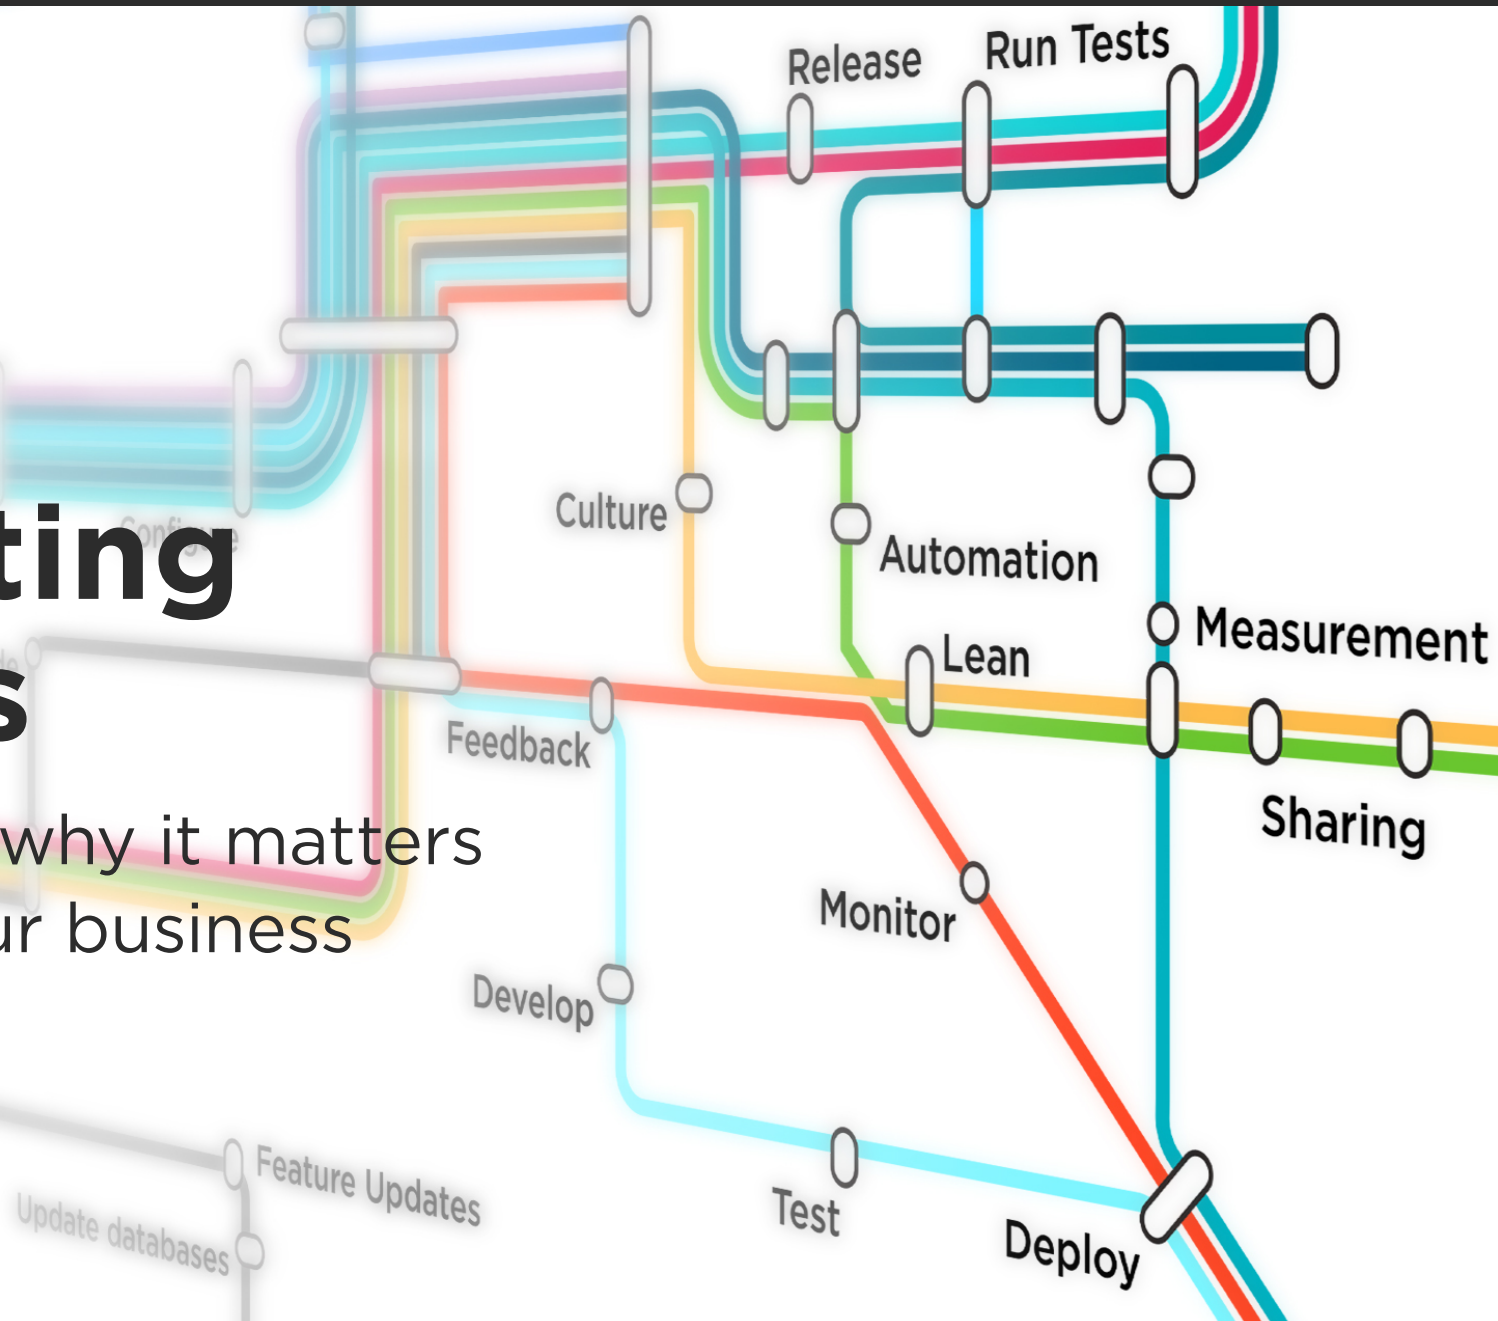 Release
Run Tests
Configure
ting
Culture
Automation
Measurement
Lean
s
Feedback
Sharing
why it matters
Monitor
ur business
Develop
Feature Updates
Update databases
Test
Deploy